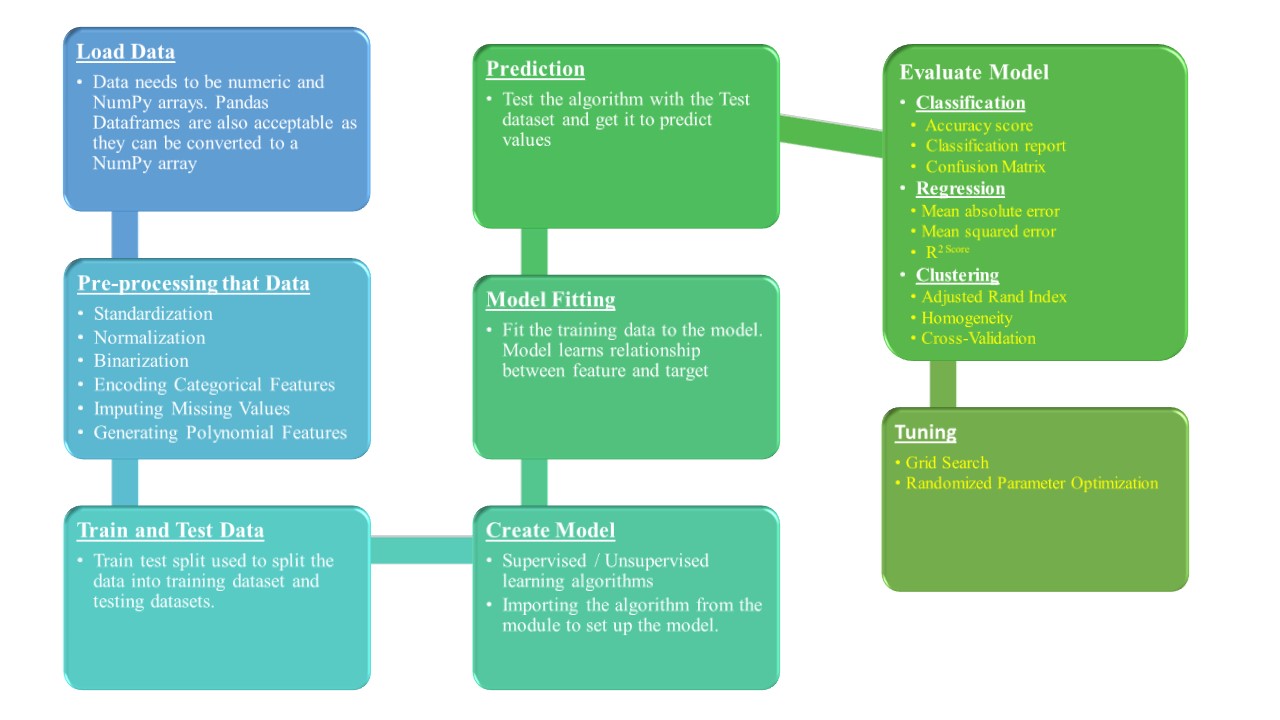 Load Data
• Data needs to be numeric and
NumPy arrays. Pandas
Dataframes are also acceptable as
they can be converted to a
NumPy array
Pre-processing that Data
• Standardization
• Normalization
• Binarization
• Encoding Categorical Features
• Imputing Missing Values
• Generating Polynomial Features
Train and Test Data
• Train test split used to split the
data into training dataset and
testing datasets.
Create Model
• Supervised / Unsupervised
learning algorithms
• Importing the algorithm from the
module to set up the model.
Model Fitting
• Fit the training data to the model.
Model learns relationship
between feature and target
Prediction
• Test the algorithm with the Test
dataset and get it to predict
values
Evaluate Model
• Classification
• Accuracy score
• Classification report
• Confusion Matrix
• Regression
• Mean absolute error
• Mean squared error
• R² Score
• Clustering
• Adjusted Rand Index
• Homogeneity
• Cross-Validation
Tuning
• Grid Search
• Randomized Parameter Optimization